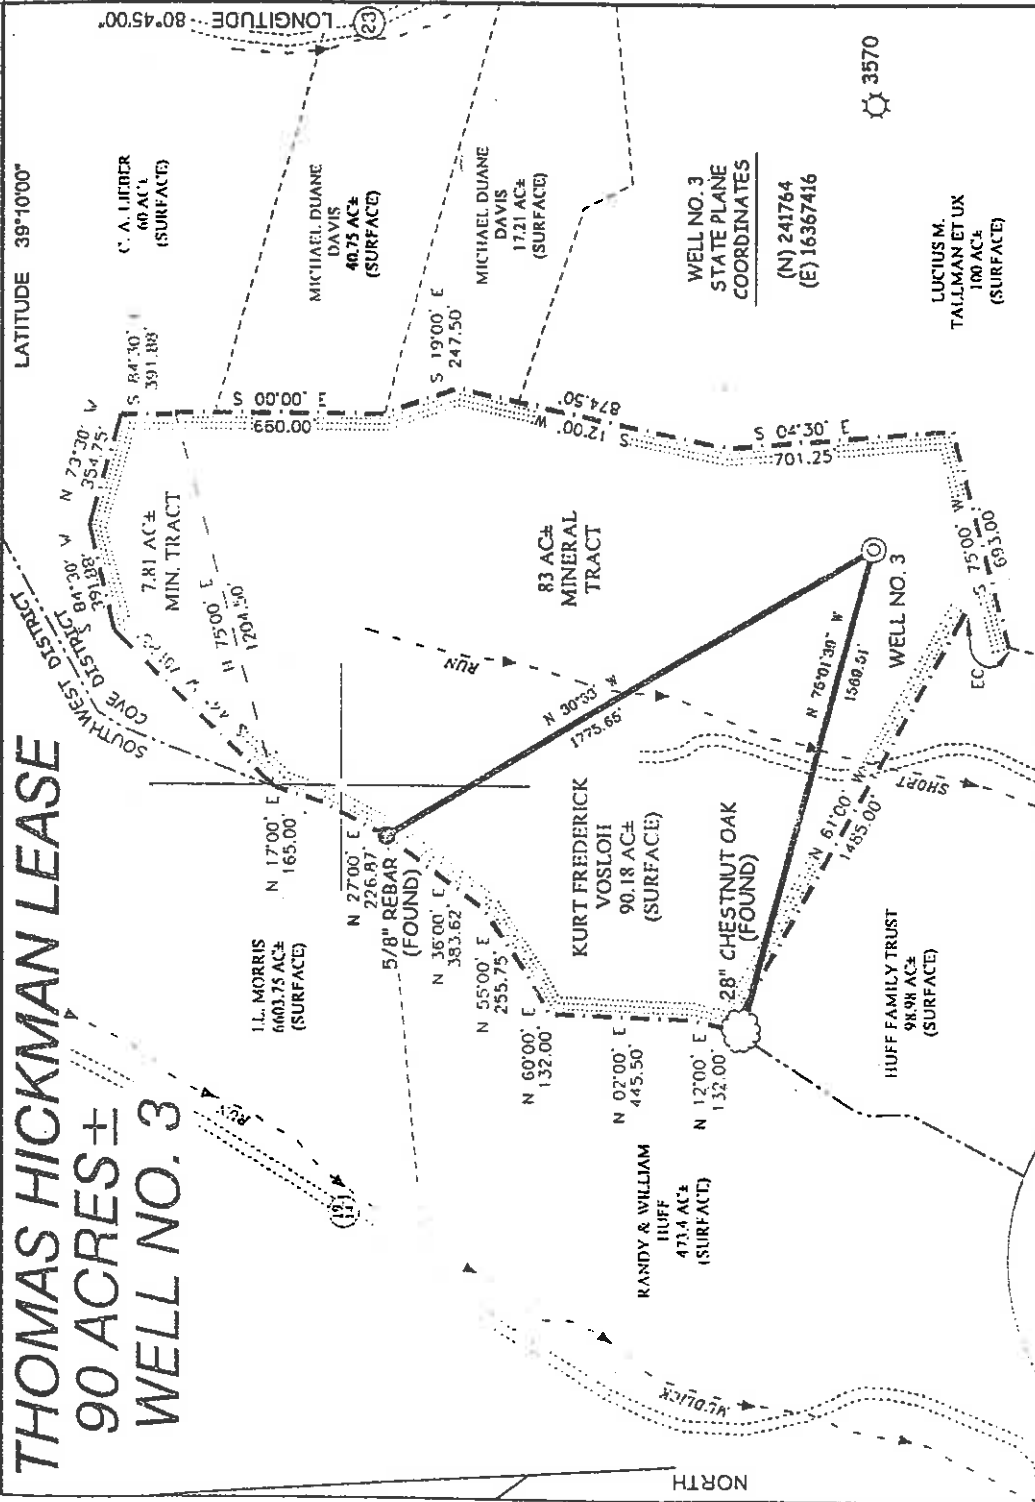 THOMAS HICKMAN LEASE
90 ACRES±
WELL NO. 3
LATITUDE 39°10'00"
LONGITUDE 80°45'00"
23
SOUTHWEST DISTRICT
COVE DISTRICT
S 84°30' W
391.88'
N 73°30' W
354.75'
S 84°30' E
391.88'
C. A. LIEBER
60 AC±
(SURFACE)
7.81 AC±
MIN. TRACT
N 75°00' E
1204.50'
S 00.00' E
660.00
MICHAEL DUANE
DAVIS
40.75 AC±
(SURFACE)
S 19°00' E
247.50'
MICHAEL DUANE
DAVIS
17.21 AC±
(SURFACE)
S 12°00' W
874.50'
S 04°30' E
701.25'
WELL NO. 3
STATE PLANE
COORDINATES
(N) 241764
(E) 16367416
3570
LUCIUS M.
TALLMAN ET UX
100 AC±
(SURFACE)
N 17°00' E
165.00'
N 27°00' E
226.87'
5/8" REBAR
(FOUND)
N 36°00' E
383.62'
N 55°00' E
255.75'
N 60°00' E
132.00'
N 02°00' E
445.50'
N 12°00' E
132.00'
I.L. MORRIS
6603.75 AC±
(SURFACE)
83 AC±
MINERAL
TRACT
RUN
N 30°33' W
1775.66'
KURT FREDERICK
VOSLOH
90.18 AC±
(SURFACE)
28" CHESTNUT OAK
(FOUND)
N 76°01'30" W
1569.51'
WELL NO. 3
N 61°00' W
1485.00'
S 75°00' W
693.00
EC
SHORT
HUFF FAMILY TRUST
98.98 AC±
(SURFACE)
RANDY & WILLIAM
HUFF
473.4 AC±
(SURFACE)
RUN
NORTH